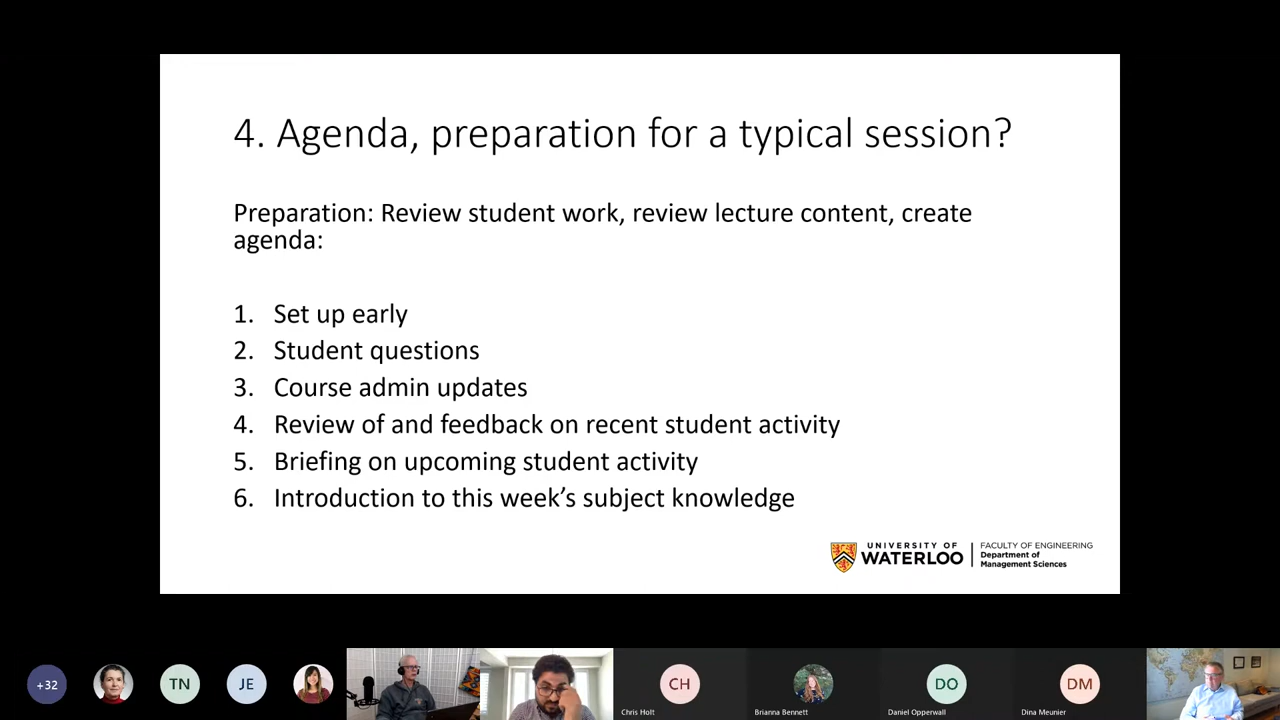 4. Agenda, preparation for a typical session?
Preparation: Review student work, review lecture content, create
agenda:
1. Set up early
2. Student questions
3. Course admin updates
4. Review of and feedback on recent student activity
5. Briefing on upcoming student activity
6. Introduction to this week's subject knowledge
UNIVERSITY OF
WATERLOO
FACULTY OF ENGINEERING
Department of
Management Sciences
+32
TN
JE
CH
DO
DM
Chris Holt
Brianna Bennett
Daniel Opperwall
Dina Meunier